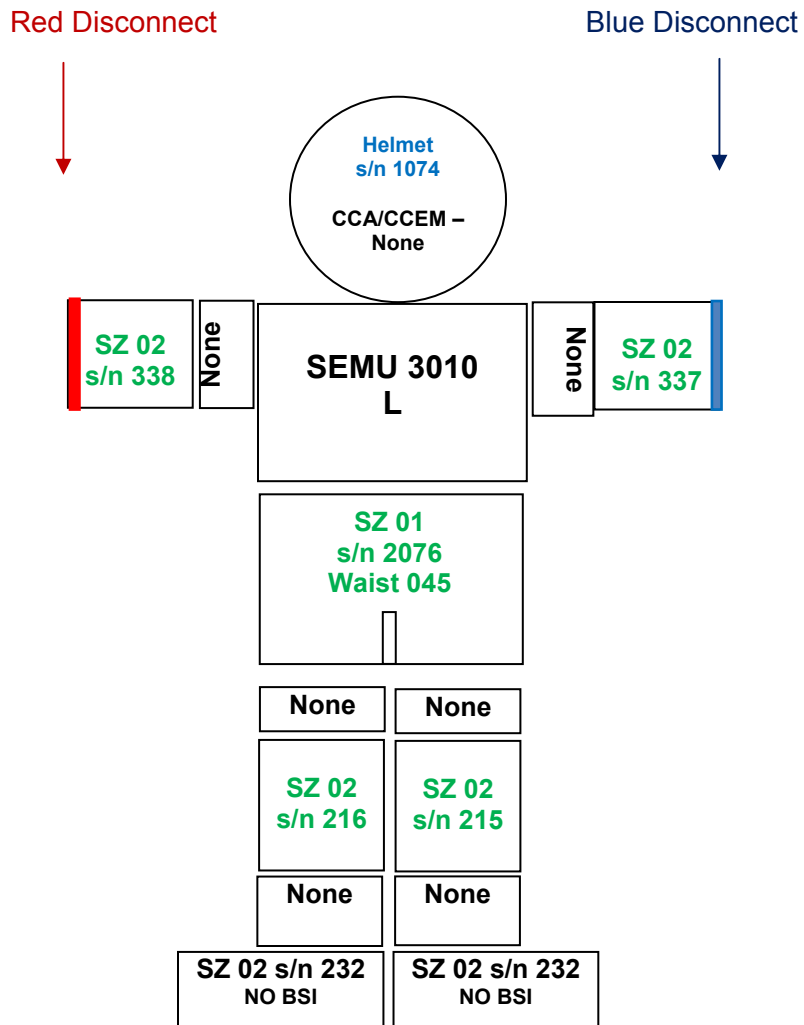 Red Disconnect
Blue Disconnect
Helmet
s/n 1074
CCA/CCEM –
None
SZ 02
s/n 338
None
SEMU 3010
L
None
SZ 02
s/n 337
SZ 01
s/n 2076
Waist 045
None
None
SZ 02
s/n 216
SZ 02
s/n 215
None
None
SZ 02 s/n 232
NO BSI
SZ 02 s/n 232
NO BSI